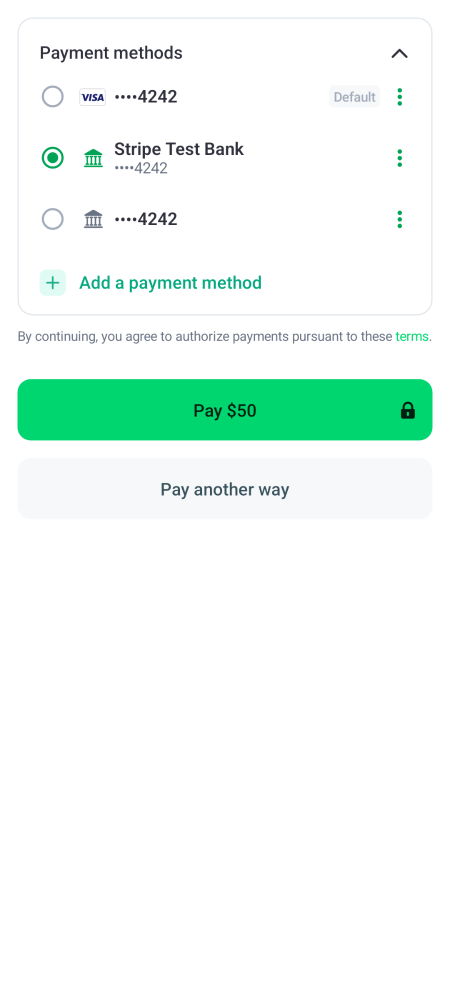 Payment methods
VISA ••••4242 Default
Stripe Test Bank
••••4242
••••4242
Add a payment method
By continuing, you agree to authorize payments pursuant to these terms.
Pay $50
Pay another way